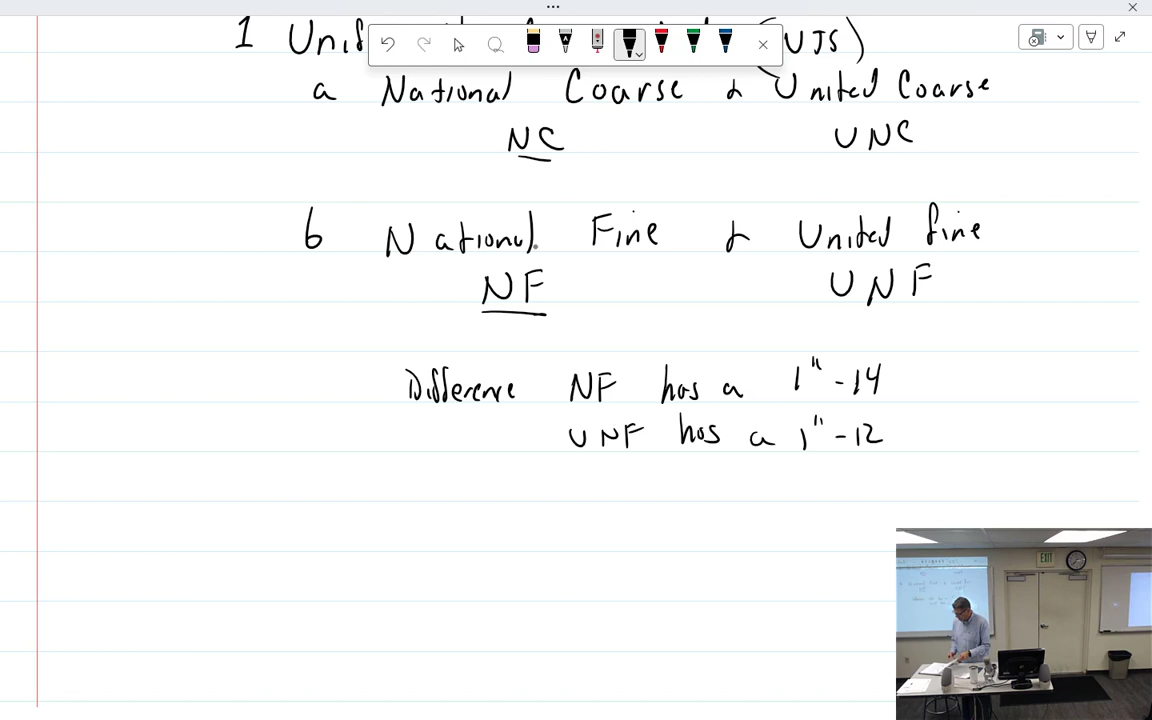 1 (UJS)
a National Coarse & United Coarse
NC UNC
b National Fine & United fine
NF UNF
Difference NF has a 1" -14
UNF has a 1" -12
EXIT